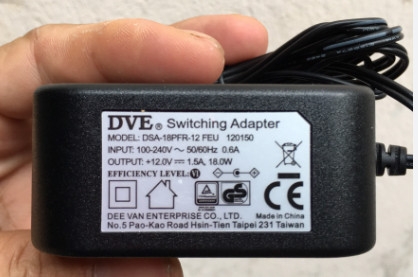 DVE® Switching Adapter
MODEL: DSA-18PFR-12 FEU 120150
INPUT: 100-240V ~ 50/60Hz 0.6A
OUTPUT: +12.0V ⎓ 1.5A, 18.0W
EFFICIENCY LEVEL: VI
CE
DEE VAN ENTERPRISE CO., LTD. Made in China
No.5 Pao-Kao Road Hsin-Tien Taipei 231 Taiwan